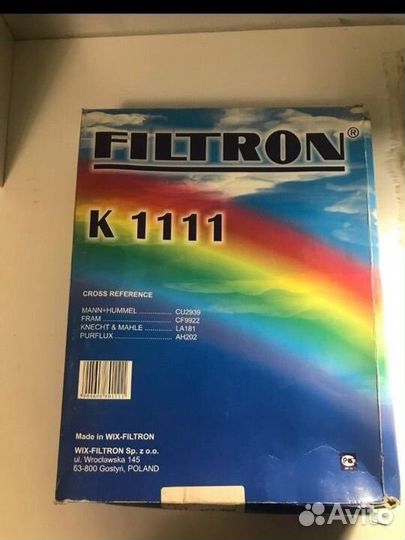 FILTRON®
K 1111
CROSS REFERENCE
MANN+HUMMEL .............. CU2939
FRAM ............................ CF9922
KNECHT & MAHLE ........ LA181
PURFLUX ...................... AH202
Made in WIX-FILTRON
WIX-FILTRON Sp. z o.o.
ul. Wrocławska 145
63-800 Gostyń, POLAND
Avito